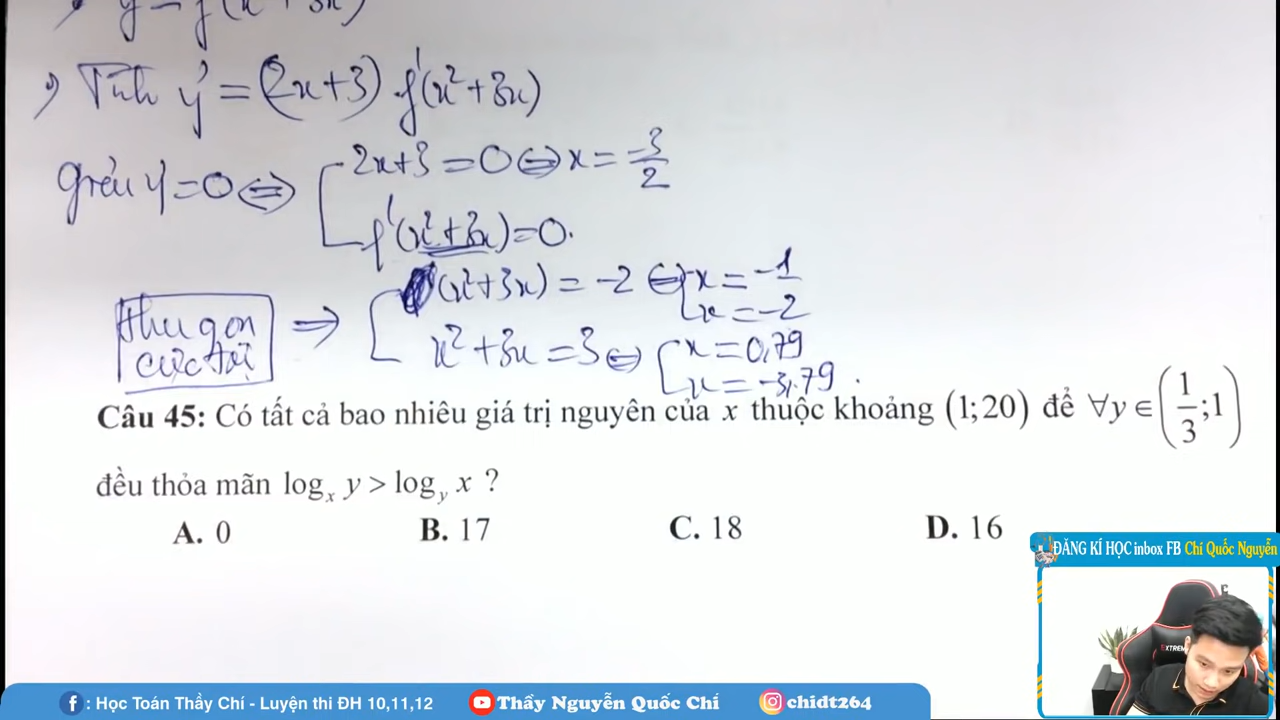 y = f(x² + 3x)
Tính y' = (2x+3) f'(x²+3x)
Giải y' = 0 ⇔ [ 2x+3 = 0 ⇔ x = -3/2
f'(x²+3x) = 0.
thu gọn cực trị ⇒ [ (x²+3x) = -2 ⇔ [ x = -1
x = -2
x² + 3x = 3 ⇔ [ x = 0,79
x = -3,79.
Câu 45: Có tất cả bao nhiêu giá trị nguyên của x thuộc khoảng (1;20) để ∀y ∈ (1/3;1)
đều thỏa mãn logₓ y > log_y x ?
A. 0 B. 17 C. 18 D. 16
ĐĂNG KÍ HỌC inbox FB Chí Quốc Nguyễn
EXTREME
f : Học Toán Thầy Chí - Luyện thi ĐH 10,11,12 Thầy Nguyễn Quốc Chí chidt264